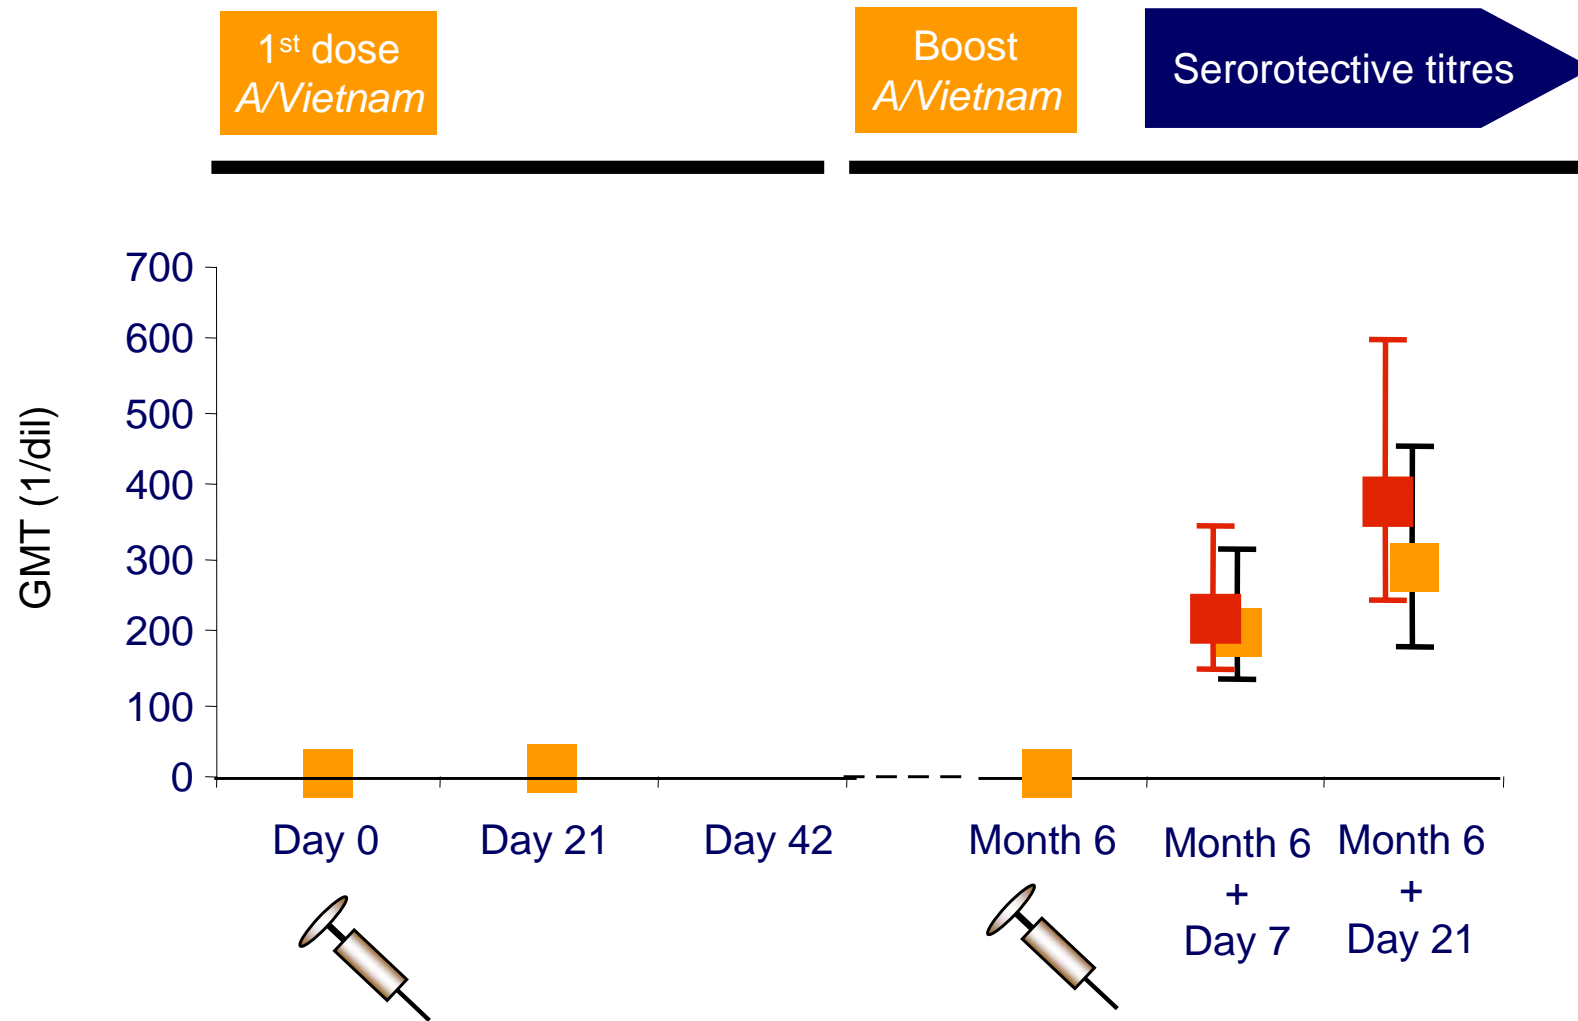 1st dose
A/Vietnam
Boost
A/Vietnam
Serorotective titres
GMT (1/dil)
700
600
500
400
300
200
100
0
Day 0
Day 21
Day 42
Month 6
Month 6
+
Day 7
Month 6
+
Day 21